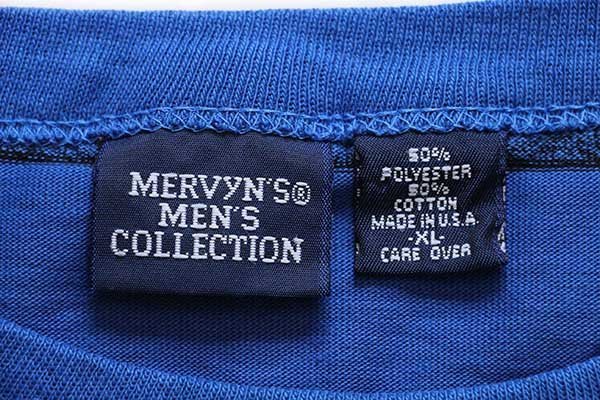 MERVYN'S®
MEN'S
COLLECTION
50%
POLYESTER
50%
COTTON
MADE IN U.S.A.
-XL-
CARE OVER